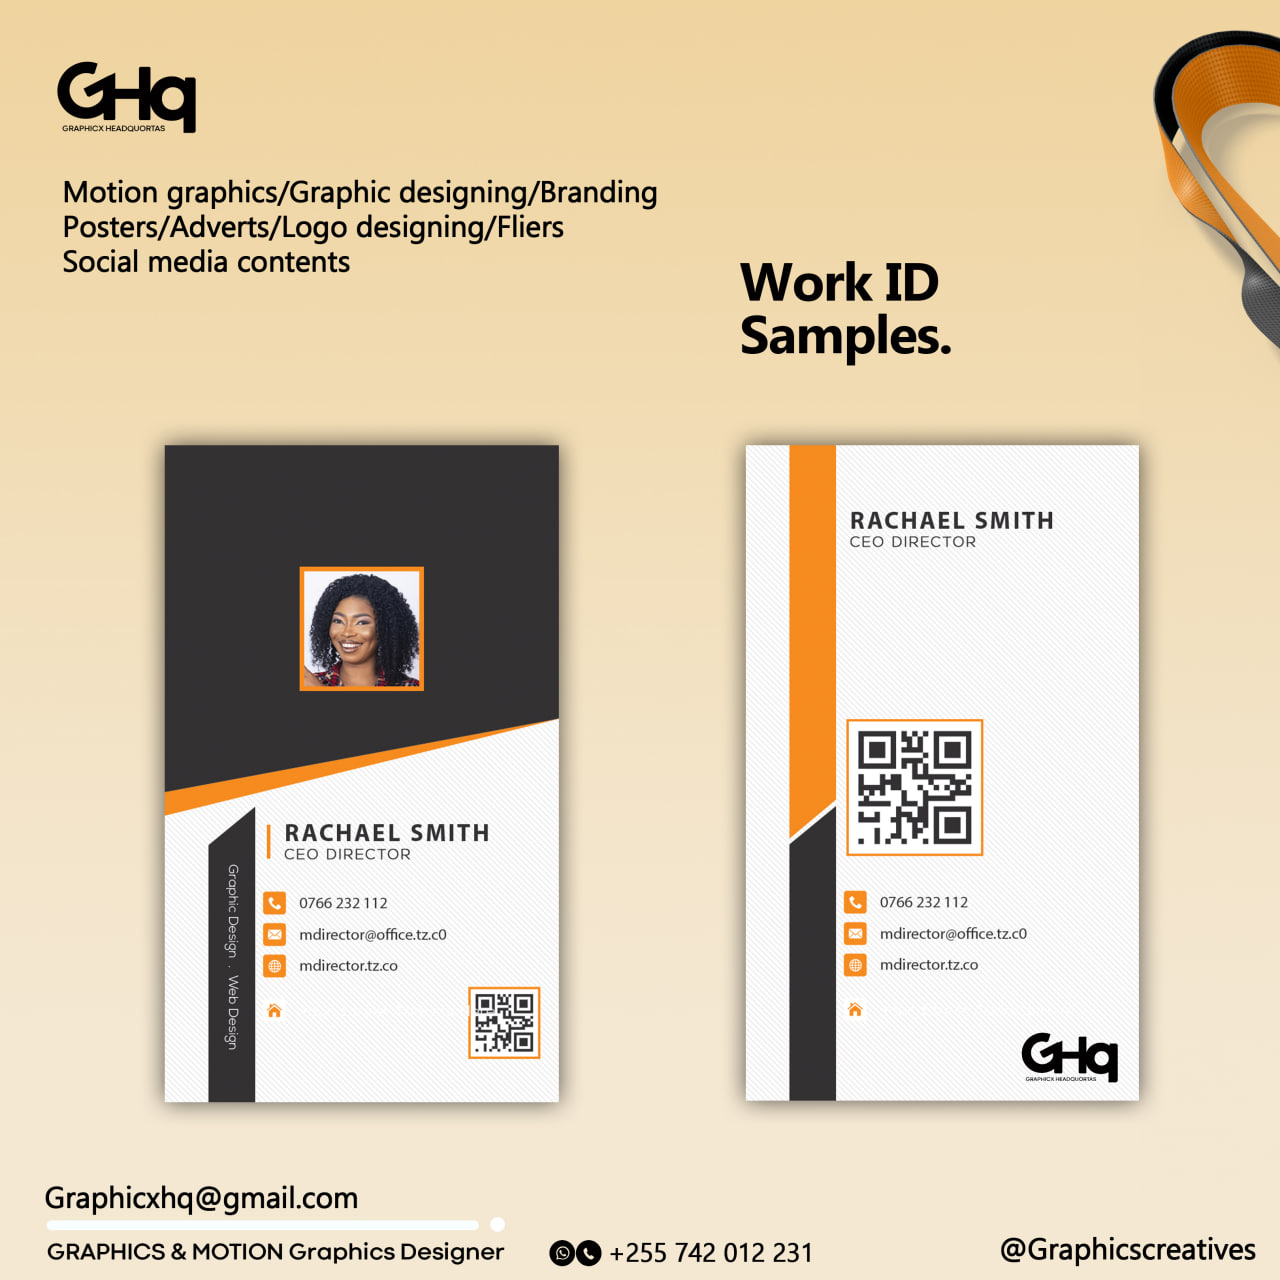 GHq
GRAPHICX HEADQUORTAS
Motion graphics/Graphic designing/Branding
Posters/Adverts/Logo designing/Fliers
Social media contents
Work ID
Samples.
RACHAEL SMITH
CEO DIRECTOR
Graphic Design . Web Design
0766 232 112
mdirector@office.tz.c0
mdirector.tz.co
RACHAEL SMITH
CEO DIRECTOR
0766 232 112
mdirector@office.tz.c0
mdirector.tz.co
GHq
GRAPHICX HEADQUORTAS
Graphicxhq@gmail.com
GRAPHICS & MOTION Graphics Designer
+255 742 012 231
@Graphicscreatives